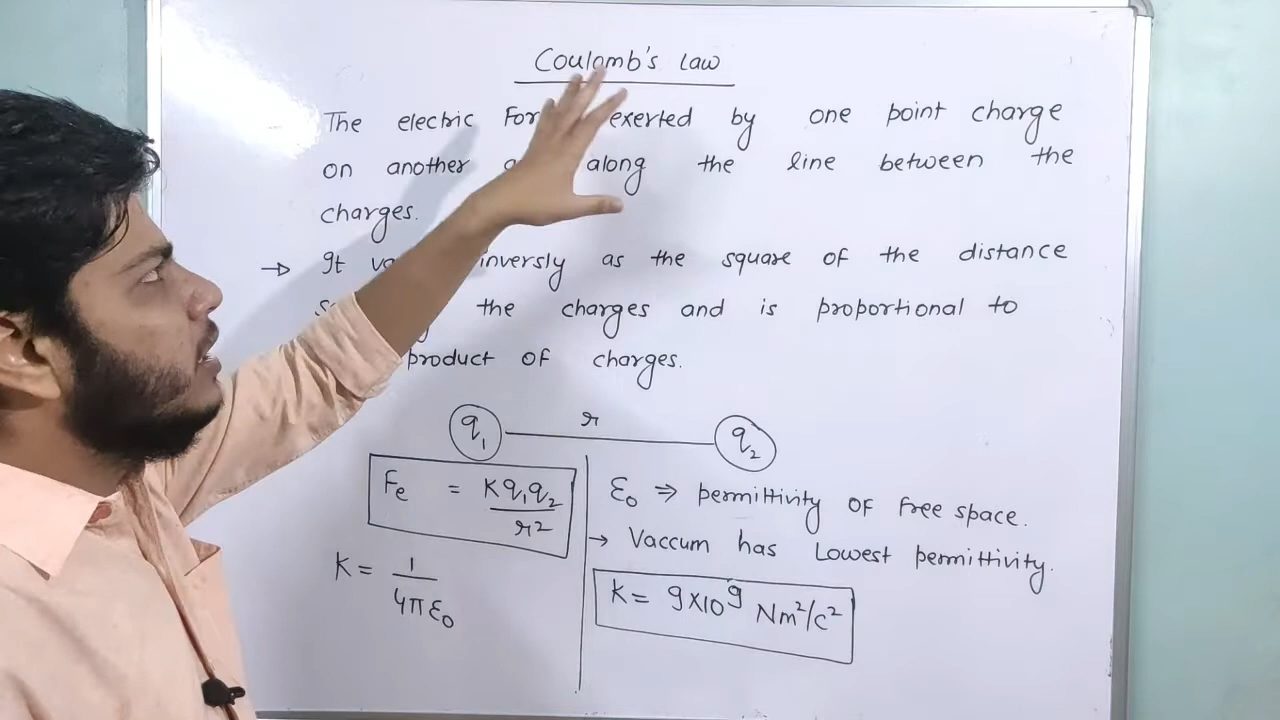 Coulomb's Law
The electric For exerted by one point charge
on another along the line between the
charges.
→ It inversly as the square of the distance
the charges and is proportional to
product of charges.
q₁ r q₂
Fe = Kq₁q₂/r²
ε₀ ⇒ permittivity of free space.
→ Vaccum has Lowest permittivity.
K = 1/4πε₀
K = 9×10⁹ Nm²/c²